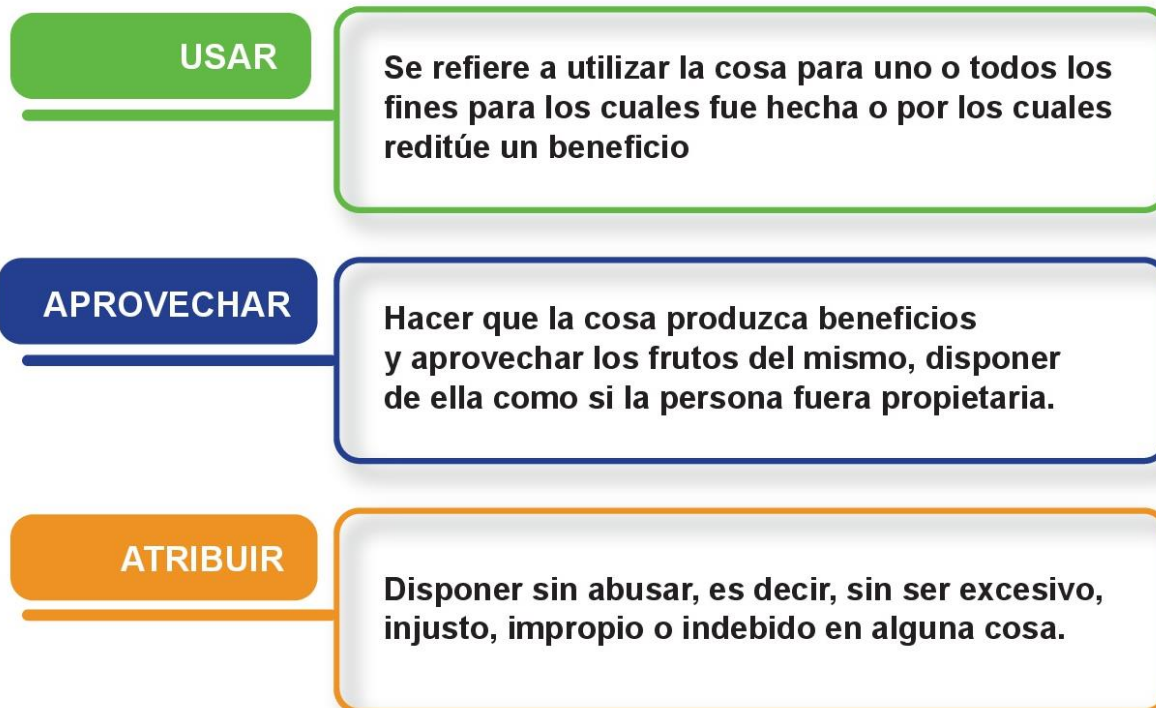 USAR
Se refiere a utilizar la cosa para uno o todos los
fines para los cuales fue hecha o por los cuales
reditúe un beneficio
APROVECHAR
Hacer que la cosa produzca beneficios
y aprovechar los frutos del mismo, disponer
de ella como si la persona fuera propietaria.
ATRIBUIR
Disponer sin abusar, es decir, sin ser excesivo,
injusto, impropio o indebido en alguna cosa.